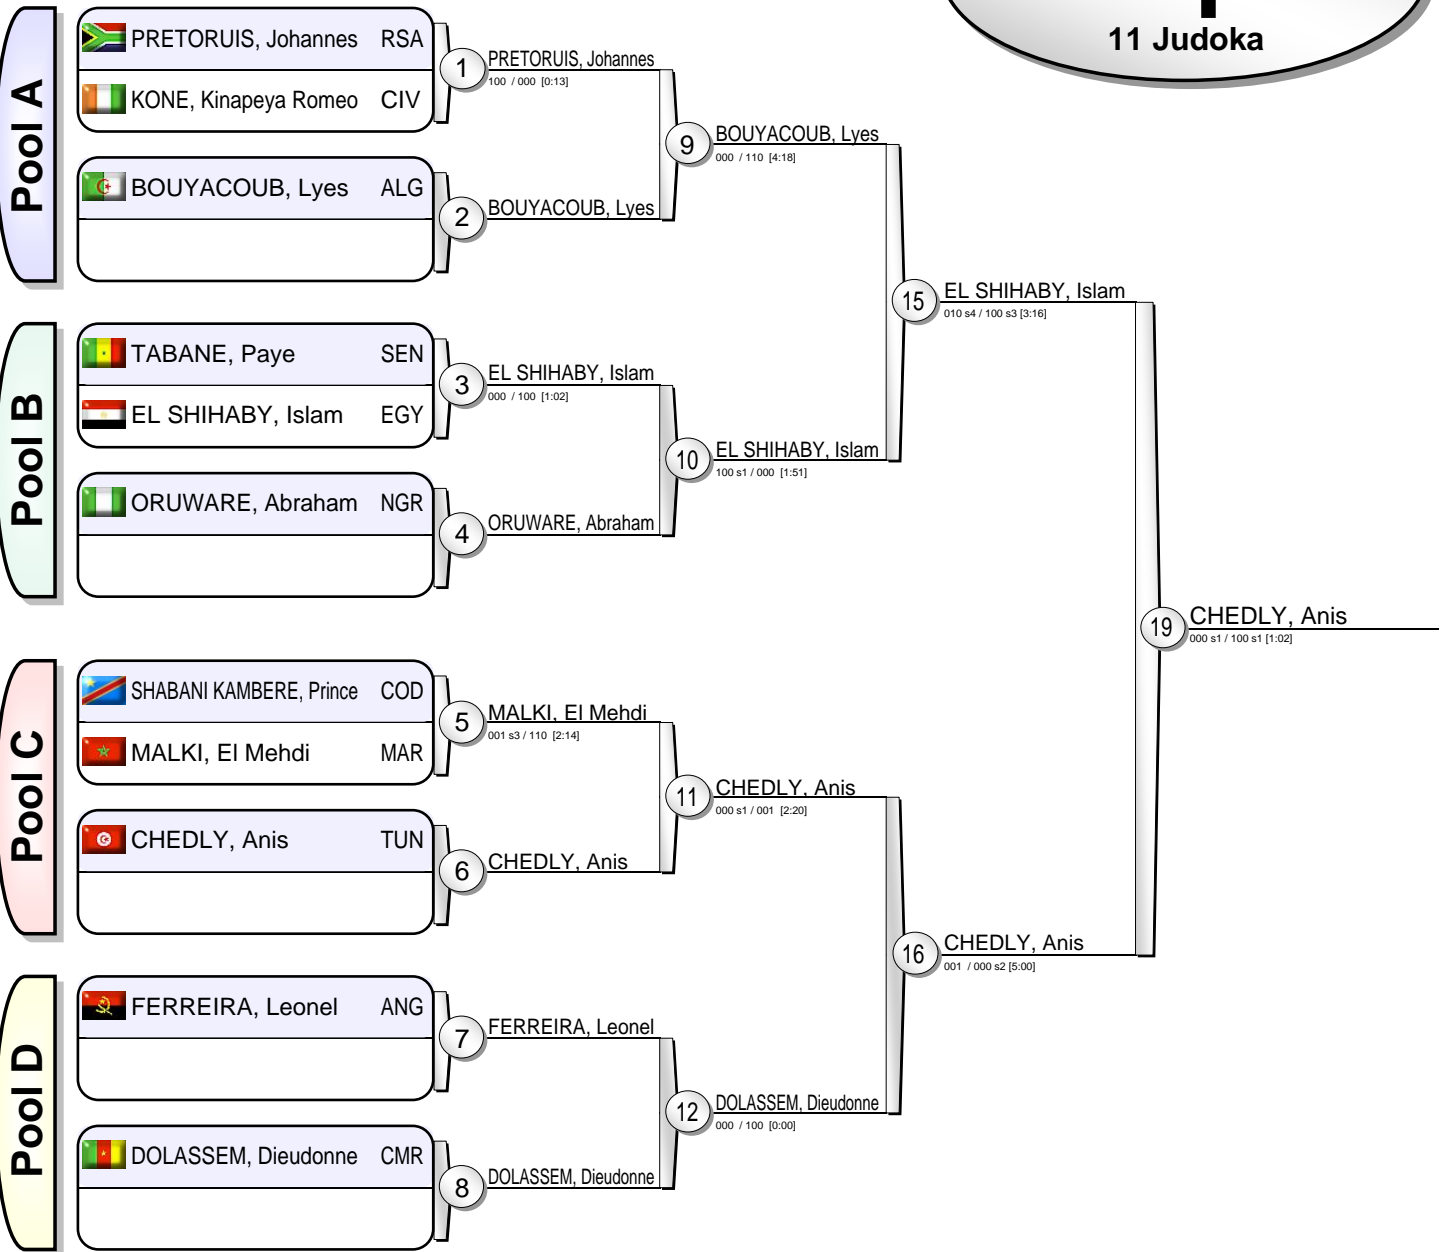 11 Judoka
Pool A
PRETORUIS, Johannes RSA
KONE, Kinapeya Romeo CIV
BOUYACOUB, Lyes ALG
1
PRETORUIS, Johannes
100 / 000 [0:13]
2
BOUYACOUB, Lyes
9
BOUYACOUB, Lyes
000 / 110 [4:18]
Pool B
TABANE, Paye SEN
EL SHIHABY, Islam EGY
ORUWARE, Abraham NGR
3
EL SHIHABY, Islam
000 / 100 [1:02]
4
ORUWARE, Abraham
10
EL SHIHABY, Islam
100 s1 / 000 [1:51]
15
EL SHIHABY, Islam
010 s4 / 100 s3 [3:16]
Pool C
SHABANI KAMBERE, Prince COD
MALKI, El Mehdi MAR
CHEDLY, Anis TUN
5
MALKI, El Mehdi
001 s3 / 110 [2:14]
6
CHEDLY, Anis
11
CHEDLY, Anis
000 s1 / 001 [2:20]
Pool D
FERREIRA, Leonel ANG
DOLASSEM, Dieudonne CMR
7
FERREIRA, Leonel
8
DOLASSEM, Dieudonne
12
DOLASSEM, Dieudonne
000 / 100 [0:00]
16
CHEDLY, Anis
001 / 000 s2 [5:00]
19
CHEDLY, Anis
000 s1 / 100 s1 [1:02]